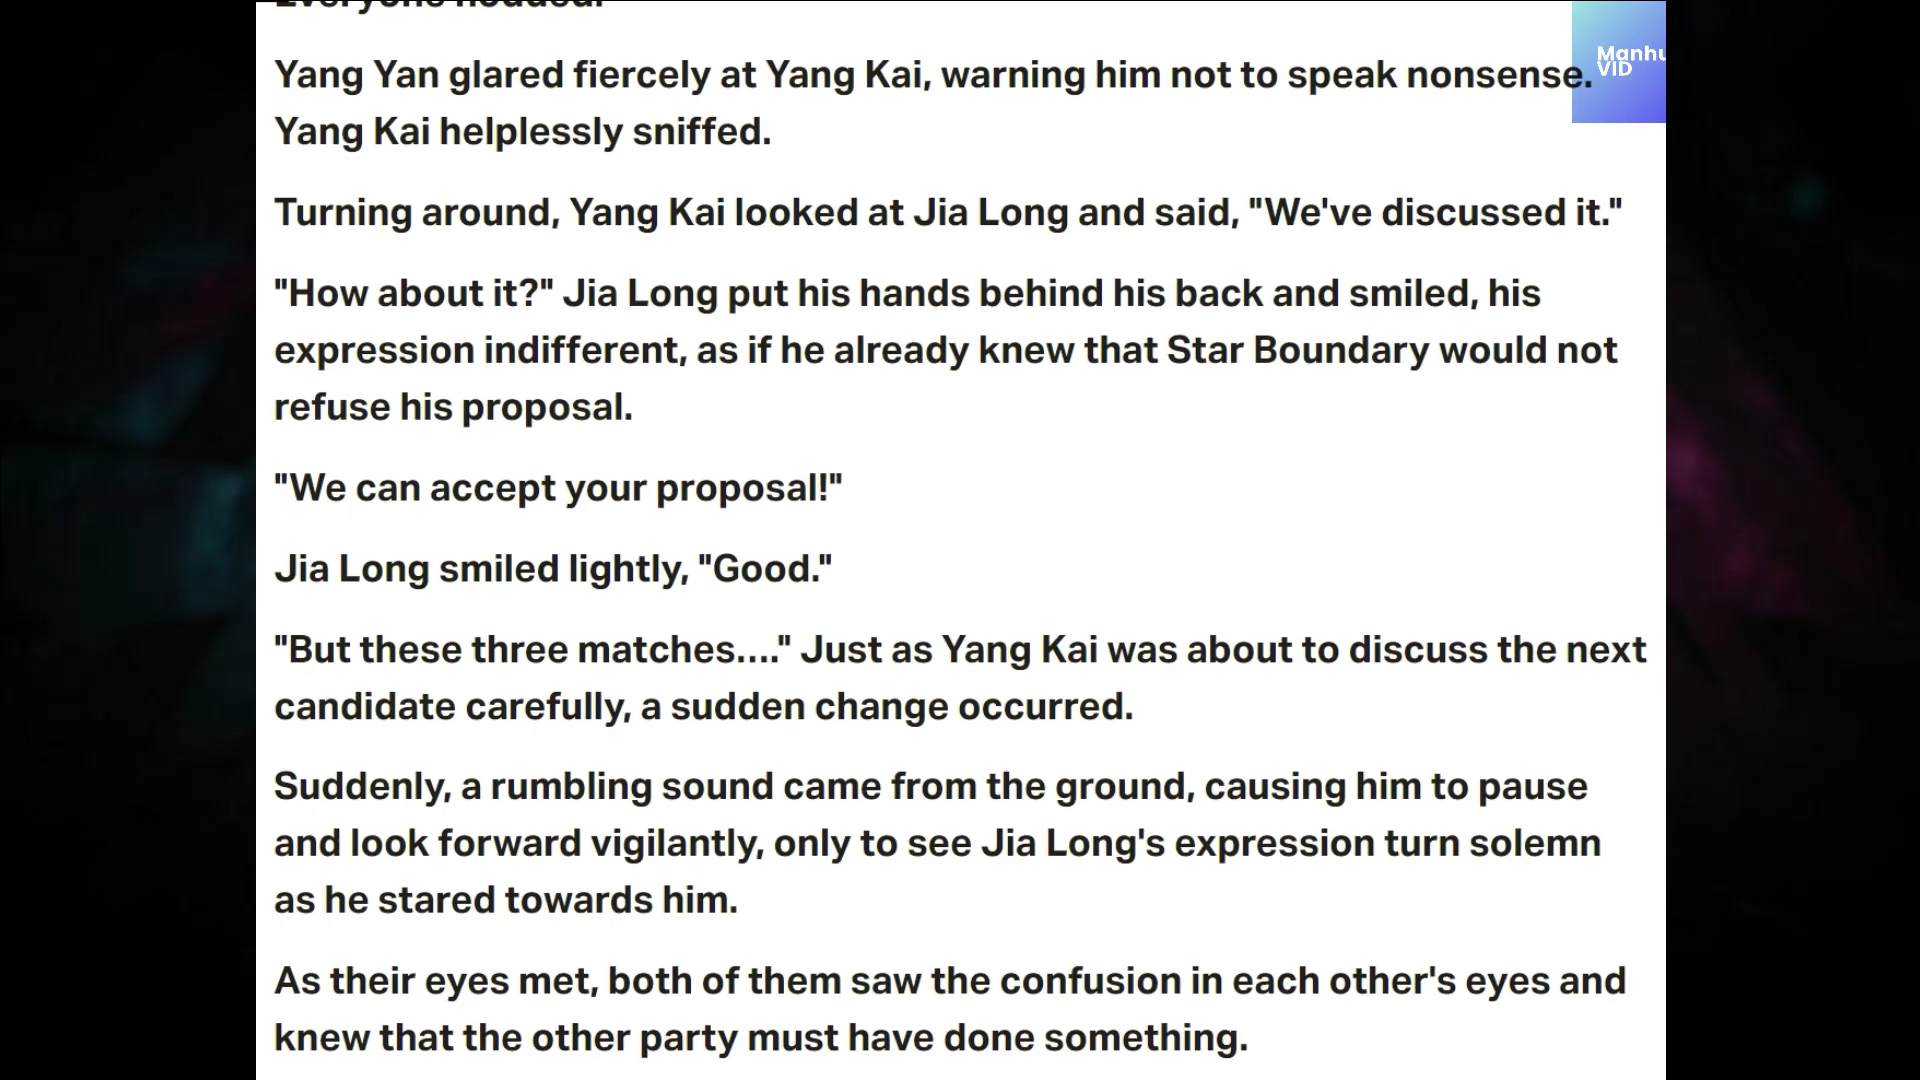 Everyone nodded.
Yang Yan glared fiercely at Yang Kai, warning him not to speak nonsense.
Yang Kai helplessly sniffed.
Turning around, Yang Kai looked at Jia Long and said, "We've discussed it."
"How about it?" Jia Long put his hands behind his back and smiled, his
expression indifferent, as if he already knew that Star Boundary would not
refuse his proposal.
"We can accept your proposal!"
Jia Long smiled lightly, "Good."
"But these three matches...." Just as Yang Kai was about to discuss the next
candidate carefully, a sudden change occurred.
Suddenly, a rumbling sound came from the ground, causing him to pause
and look forward vigilantly, only to see Jia Long's expression turn solemn
as he stared towards him.
As their eyes met, both of them saw the confusion in each other's eyes and
knew that the other party must have done something.
Manhu
VID